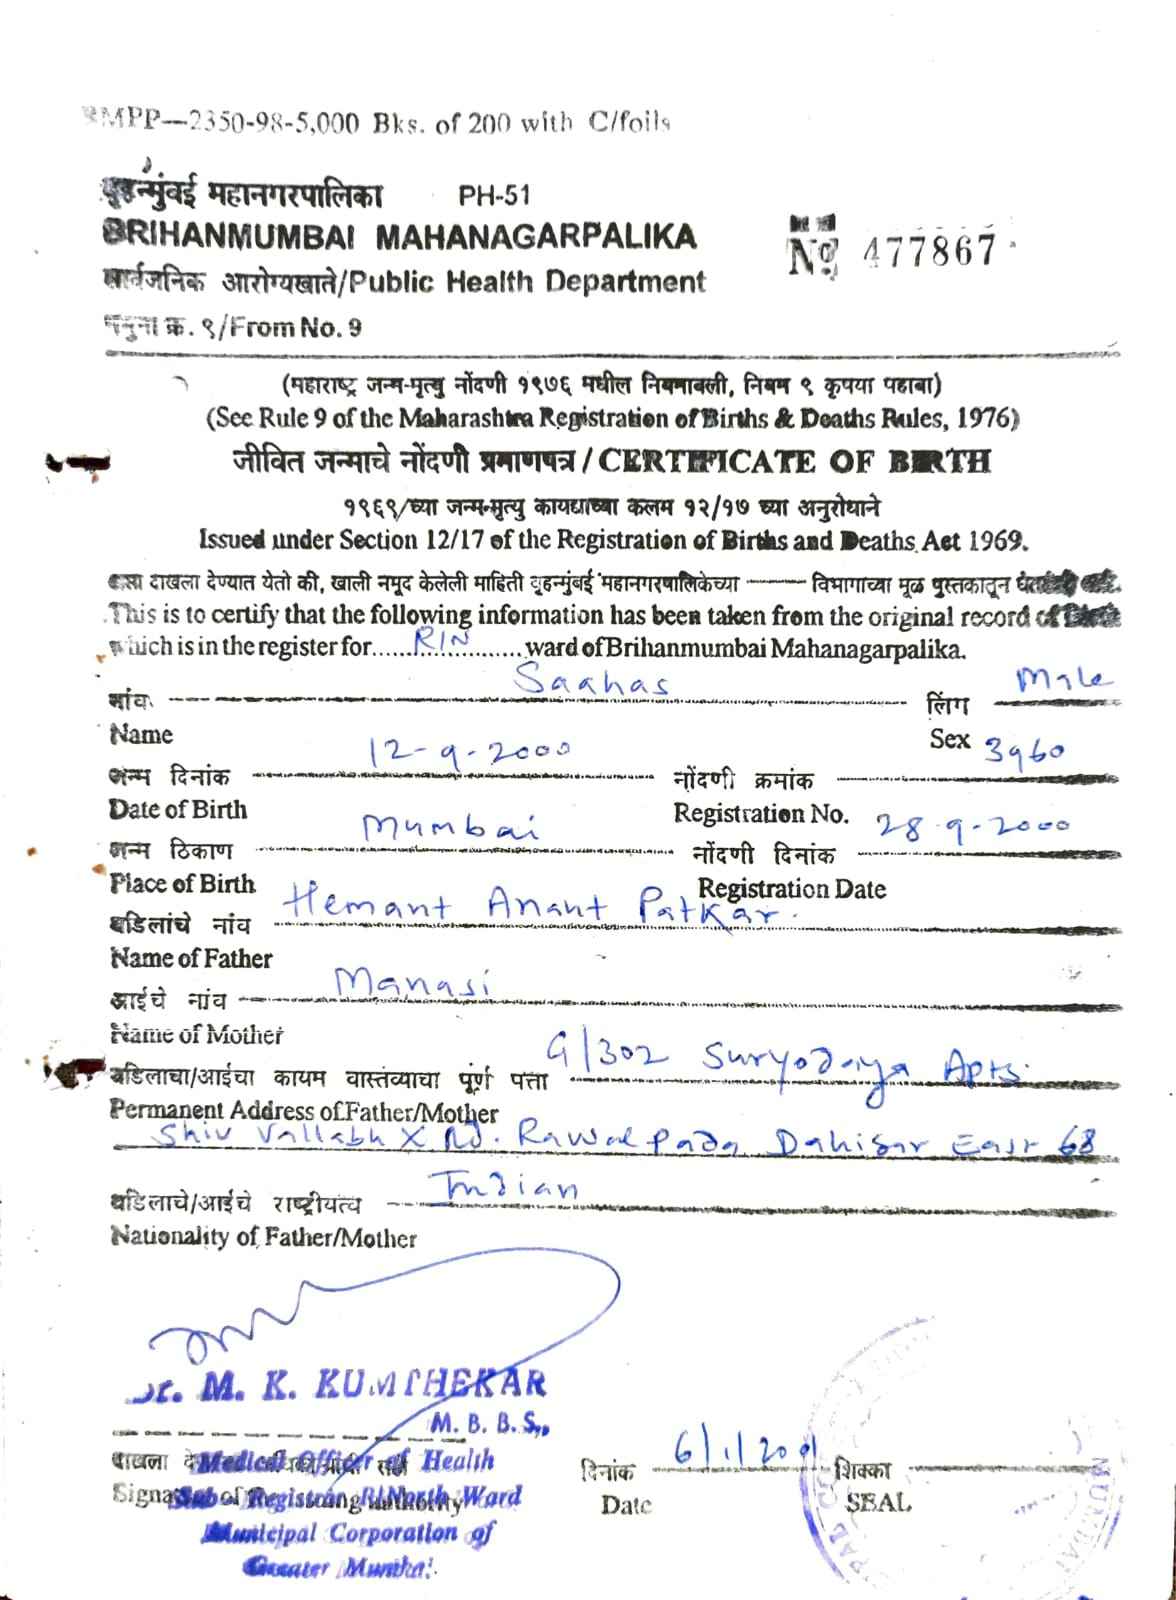 BMPP—2350-98-5,000 Bks. of 200 with C/foils
बृहन्मुंबई महानगरपालिका PH-51
BRIHANMUMBAI MAHANAGARPALIKA
No 477867
सार्वजनिक आरोग्यखाते/Public Health Department
नमुना क्र. ९/From No. 9
(महाराष्ट्र जन्म-मृत्यु नोंदणी १९७६ मधील नियमावली, नियम ९ कृपया पहाबा)
(See Rule 9 of the Maharashtra Registration of Births & Deaths Rules, 1976)
जीवित जन्माचे नोंदणी प्रमाणपत्र / CERTIFICATE OF BIRTH
१९६९/च्या जन्म-मृत्यु कायद्याच्या कलम १२/१७ च्या अनुरोधाने
Issued under Section 12/17 of the Registration of Births and Deaths Act 1969.
असा दाखला देण्यात येतो की, खाली नमूद केलेली माहिती बृहन्मुंबई महानगरपालिकेच्या —— विभागाच्या मूळ पुस्तकातून
This is to certify that the following information has been taken from the original record of Birth
which is in the register for......R/N......ward of Brihanmumbai Mahanagarpalika.
नांव Saahas लिंग Male
Name Sex
जन्म दिनांक 12-9-2000 नोंदणी क्रमांक 3960
Date of Birth Registration No.
जन्म ठिकाण Mumbai नोंदणी दिनांक 28-9-2000
Place of Birth Registration Date
वडिलांचे नांव Hemant Anant Patkar.
Name of Father
आईचे नांव Manasi
Name of Mother
वडिलाचा/आईचा कायम वास्तव्याचा पूर्ण पत्ता G/302 Suryodaya Apts.
Permanent Address of Father/Mother
Shiv Vallabh X Rd. Rawalpada Dahisar East 68
वडिलाचे/आईचे राष्ट्रीयत्व Indian
Nationality of Father/Mother
Dr. M. K. KUMTHEKAR
M. B. B. S.,
दाखला
Medical Officer of Health
Signature of Registering authority
Sub Registrar R/North Ward
Municipal Corporation of
Greater Mumbai
दिनांक 6/1/2001 शिक्का
Date SEAL
MUMBAI